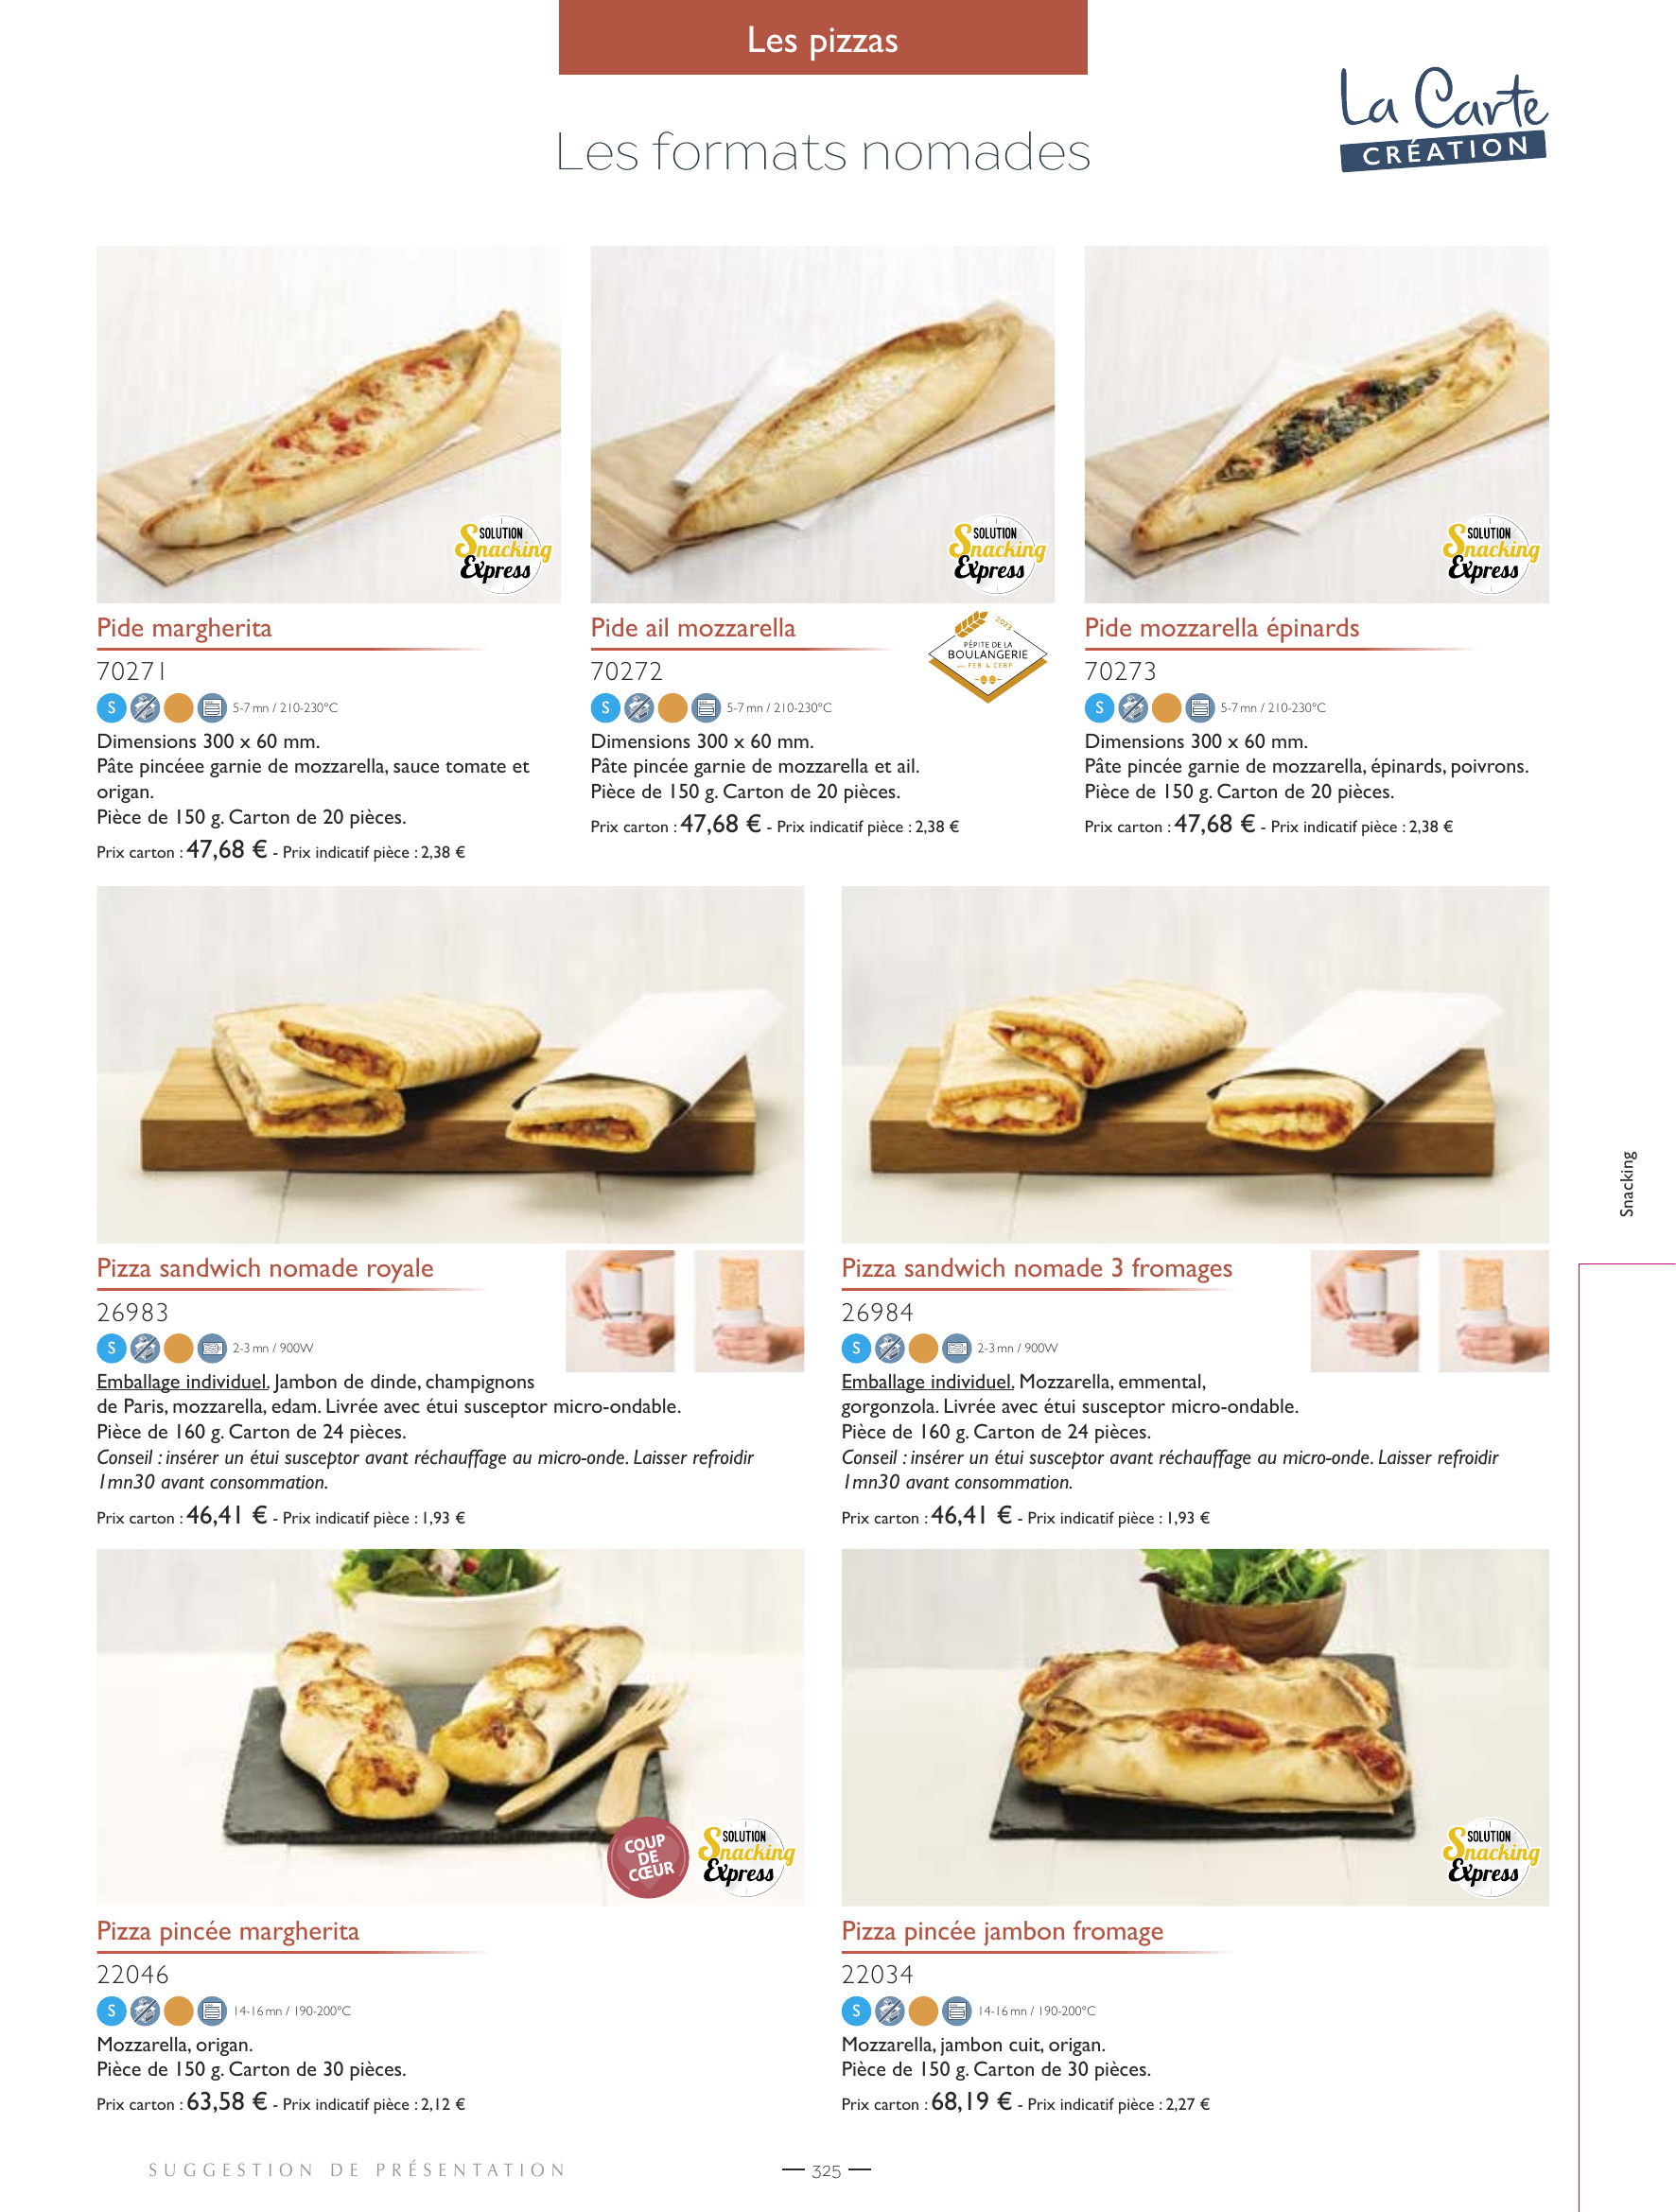 Les pizzas
La Carte
CRÉATION
Les formats nomades
SOLUTION
Snacking
Express
SOLUTION
Snacking
Express
SOLUTION
Snacking
Express
Pide margherita
70271
S 5-7 mn / 210-230°C
Dimensions 300 x 60 mm.
Pâte pincéee garnie de mozzarella, sauce tomate et
origan.
Pièce de 150 g. Carton de 20 pièces.
Prix carton : 47,68 € - Prix indicatif pièce : 2,38 €
Pide ail mozzarella
2023
PÉPITE DE LA
BOULANGERIE
FEB & CEBP
70272
S 5-7 mn / 210-230°C
Dimensions 300 x 60 mm.
Pâte pincée garnie de mozzarella et ail.
Pièce de 150 g. Carton de 20 pièces.
Prix carton : 47,68 € - Prix indicatif pièce : 2,38 €
Pide mozzarella épinards
70273
S 5-7 mn / 210-230°C
Dimensions 300 x 60 mm.
Pâte pincée garnie de mozzarella, épinards, poivrons.
Pièce de 150 g. Carton de 20 pièces.
Prix carton : 47,68 € - Prix indicatif pièce : 2,38 €
Pizza sandwich nomade royale
26983
S 2-3 mn / 900W
Emballage individuel. Jambon de dinde, champignons
de Paris, mozzarella, edam. Livrée avec étui susceptor micro-ondable.
Pièce de 160 g. Carton de 24 pièces.
Conseil : insérer un étui susceptor avant réchauffage au micro-onde. Laisser refroidir
1mn30 avant consommation.
Prix carton : 46,41 € - Prix indicatif pièce : 1,93 €
Pizza sandwich nomade 3 fromages
26984
S 2-3 mn / 900W
Emballage individuel. Mozzarella, emmental,
gorgonzola. Livrée avec étui susceptor micro-ondable.
Pièce de 160 g. Carton de 24 pièces.
Conseil : insérer un étui susceptor avant réchauffage au micro-onde. Laisser refroidir
1mn30 avant consommation.
Prix carton : 46,41 € - Prix indicatif pièce : 1,93 €
Snacking
COUP
DE
CŒUR
SOLUTION
Snacking
Express
SOLUTION
Snacking
Express
Pizza pincée margherita
22046
S 14-16 mn / 190-200°C
Mozzarella, origan.
Pièce de 150 g. Carton de 30 pièces.
Prix carton : 63,58 € - Prix indicatif pièce : 2,12 €
Pizza pincée jambon fromage
22034
S 14-16 mn / 190-200°C
Mozzarella, jambon cuit, origan.
Pièce de 150 g. Carton de 30 pièces.
Prix carton : 68,19 € - Prix indicatif pièce : 2,27 €
SUGGESTION DE PRÉSENTATION
— 325 —